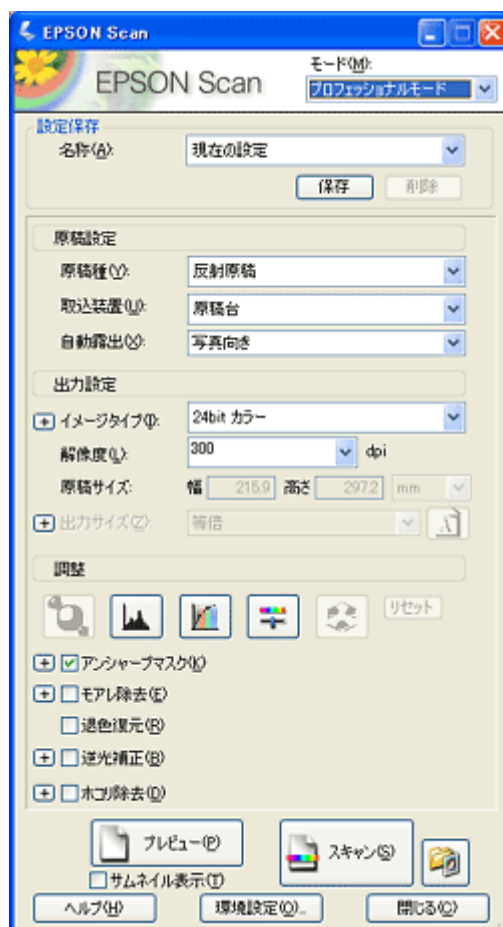 EPSON Scan
EPSON Scan
モード(M):
プロフェッショナルモード
設定保存
名称(A):
現在の設定
保存
削除
原稿設定
原稿種(Y):
反射原稿
取込装置(U):
原稿台
自動露出(X):
写真向き
出力設定
イメージタイプ(I):
24bit カラー
解像度(L):
300
dpi
原稿サイズ:
幅 215.9 高さ 297.2 mm
出力サイズ(Z):
等倍
調整
リセット
アンシャープマスク(K)
モアレ除去(E)
退色復元(R)
逆光補正(B)
ホコリ除去(D)
プレビュー(P)
スキャン(S)
サムネイル表示(T)
ヘルプ(H)
環境設定(O)...
閉じる(C)